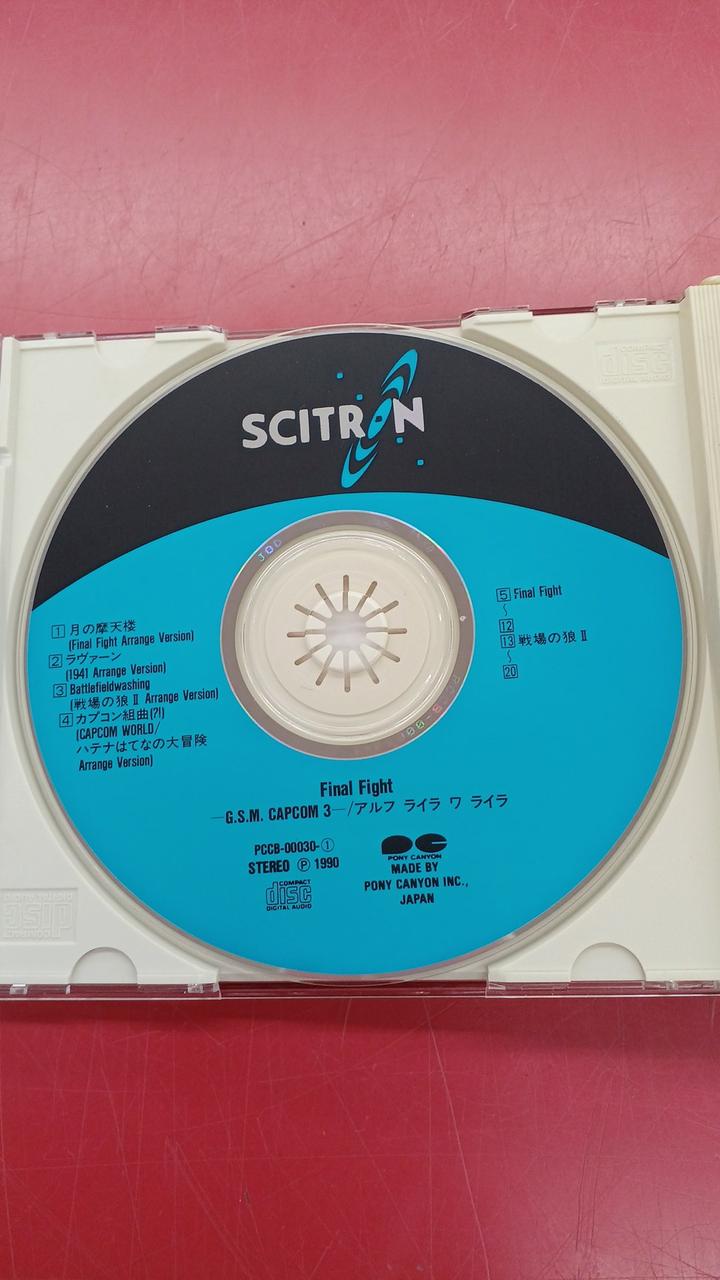 SCITRON
1 月の摩天楼
(Final Fight Arrange Version)
2 ラヴァーン
(1941 Arrange Version)
3 Battlefieldwashing
(戦場の狼 II Arrange Version)
4 カプコン組曲(?!)
(CAPCOM WORLD/
ハテナはてなの大冒険
Arrange Version)
5 Final Fight
〜
12
13 戦場の狼 II
〜
20
Final Fight
—G.S.M. CAPCOM 3—/アルフ ライラ ワ ライラ
PCCB-00030-①
STEREO Ⓟ 1990
COMPACT
disc
DIGITAL AUDIO
PONY CANYON
MADE BY
PONY CANYON INC.,
JAPAN
COMPACT
disc
DIGITAL AUDIO